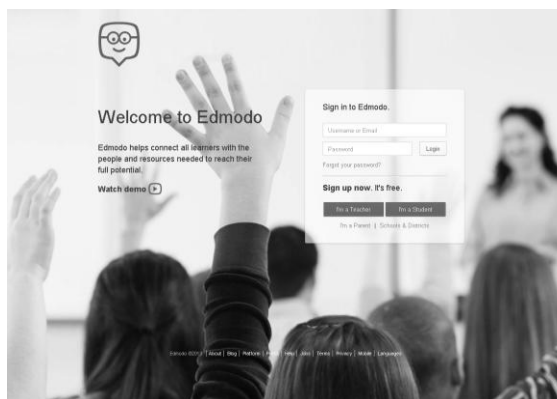 Welcome to Edmodo
Edmodo helps connect all learners with the
people and resources needed to reach their
full potential.
Watch demo
Sign in to Edmodo.
Username or Email
Password
Login
Forgot your password?
Sign up now. It's free.
I'm a Teacher
I'm a Student
I'm a Parent | Schools & Districts
About | Blog | Platform | Help | Jobs | Terms | Privacy | Mobile | Languages